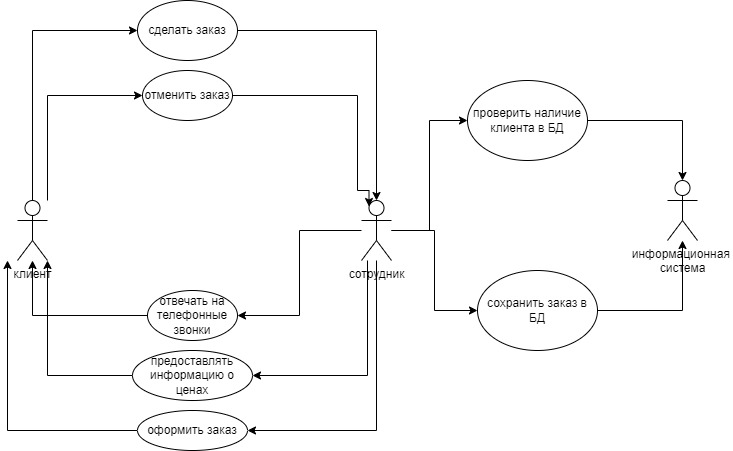 сделать заказ
отменить заказ
проверить наличие
клиента в БД
клиент
сотрудник
информационная
система
отвечать на
телефонные
звонки
сохранить заказ в
БД
предоставлять
информацию о
ценах
оформить заказ